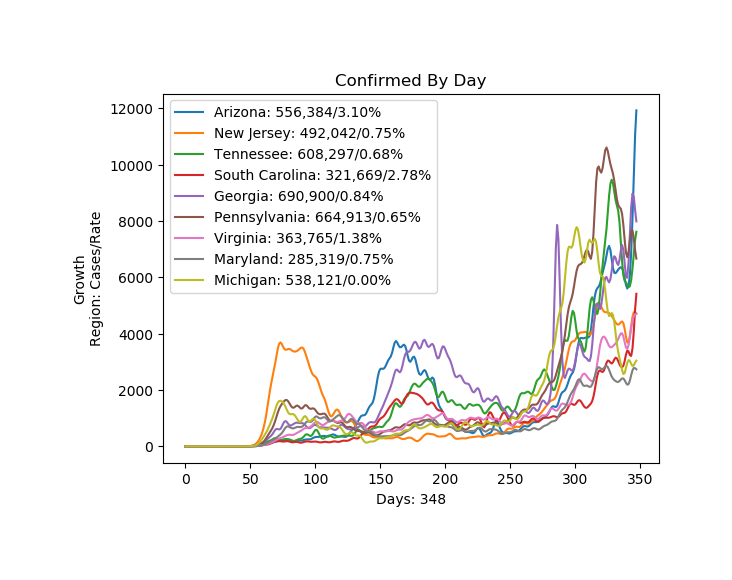 Confirmed By Day
Growth
Region: Cases/Rate
12000
10000
8000
6000
4000
2000
0
Arizona: 556,384/3.10%
New Jersey: 492,042/0.75%
Tennessee: 608,297/0.68%
South Carolina: 321,669/2.78%
Georgia: 690,900/0.84%
Pennsylvania: 664,913/0.65%
Virginia: 363,765/1.38%
Maryland: 285,319/0.75%
Michigan: 538,121/0.00%
0 50 100 150 200 250 300 350
Days: 348